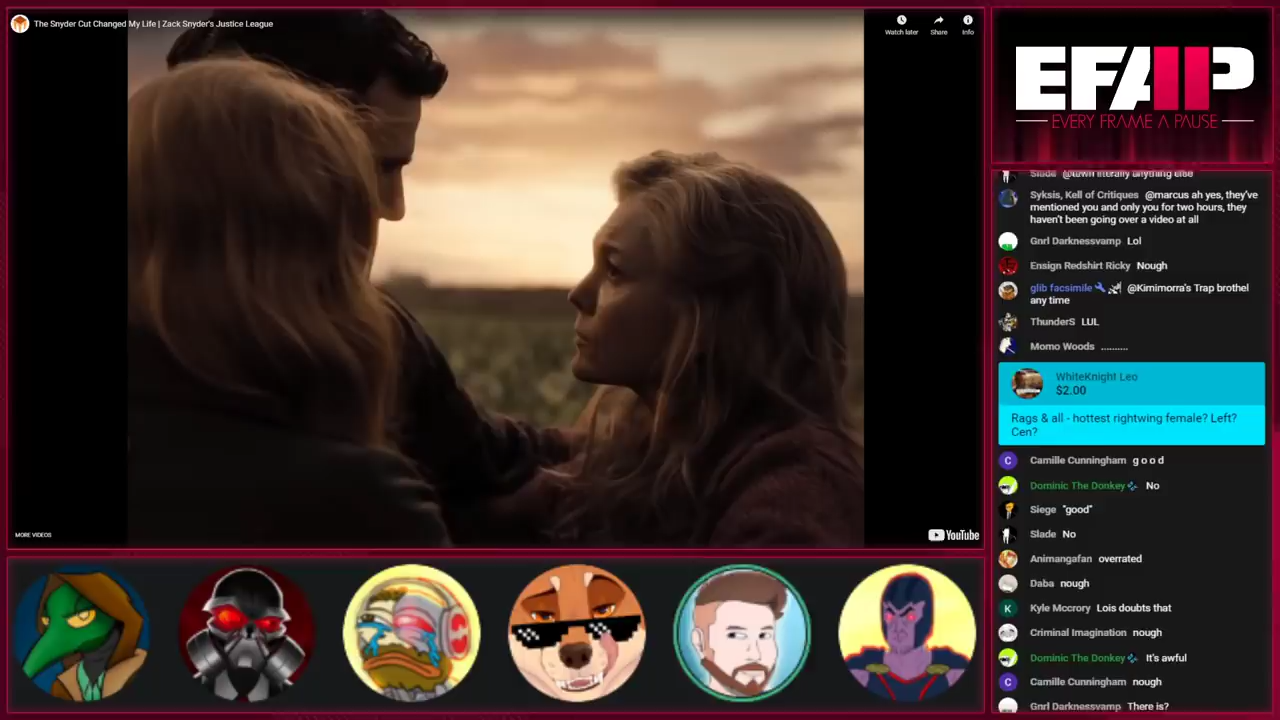 The Snyder Cut Changed My Life | Zack Snyder's Justice League
Watch later
Share
Info
MORE VIDEOS
YouTube
EFAP
EVERY FRAME A PAUSE
Slade @tawn literally anything else
Syksis, Kell of Critiques @marcus ah yes, they've
mentioned you and only you for two hours, they
haven't been going over a video at all
Gnrl Darknessvamp Lol
Ensign Redshirt Ricky Nough
glib facsimile @Kimimorra's Trap brothel
any time
ThunderS LUL
Momo Woods ..........
WhiteKnight Leo
$2.00
Rags & all - hottest rightwing female? Left?
Cen?
C
Camille Cunningham g o o d
Dominic The Donkey No
Siege "good"
Slade No
Animangafan overrated
Daba nough
K
Kyle Mccrory Lois doubts that
Criminal Imagination nough
Dominic The Donkey It's awful
C
Camille Cunningham nough
Gnrl Darknessvamp There is?